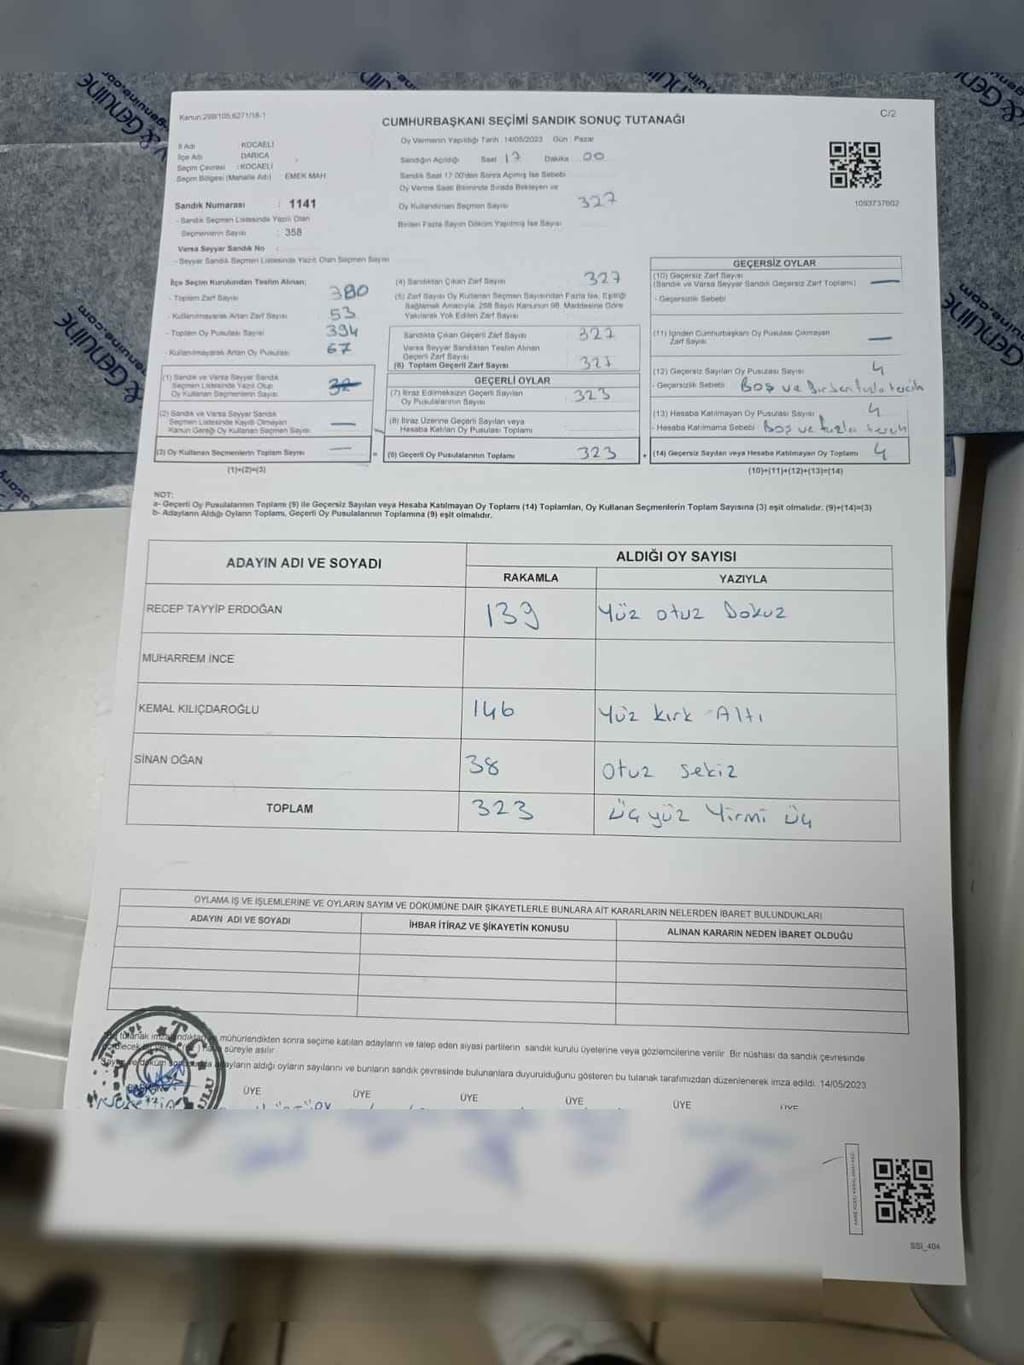 & Genuine
Kanun:298/105,6271/18-1
C/2
CUMHURBAŞKANI SEÇİMİ SANDIK SONUÇ TUTANAĞI
Oy Vermenin Yapıldığı Tarih : 14/05/2023 Gün : Pazar
İl Adı KOCAELİ
İlçe Adı DARICA
Seçim Çevresi : KOCAELİ
Seçim Bölgesi (Mahalle Adı) EMEK MAH
Sandığın Açıldığı Saat 17 Dakika 00
Sandık Saat 17:00'den Sonra Açılmış İse Sebebi
Oy Verme Saati Bitiminde Sırada Bekleyen ve
Oy Kullandırılan Seçmen Sayısı 327
Birden Fazla Sayım Döküm Yapılmış İse Sayısı
1093737602
Sandık Numarası : 1141
- Sandık Seçmen Listesinde Yazılı Olan
Seçmenlerin Sayısı : 358
Varsa Seyyar Sandık No
- Seyyar Sandık Seçmen Listesinde Yazılı Olan Seçmen Sayısı
İlçe Seçim Kurulundan Teslim Alınan;
- Toplam Zarf Sayısı 380
- Kullanılmayarak Artan Zarf Sayısı 53
- Toplam Oy Pusulası Sayısı 394
- Kullanılmayarak Artan Oy Pusulası 67
(1) Sandık ve Varsa Seyyar Sandık
Seçmen Listesinde Yazılı Olup
Oy Kullanan Seçmenlerin Sayısı
(2) Sandık ve Varsa Seyyar Sandık
Seçmen Listesinde Kayıtlı Olmayan
Kanun Gereği Oy Kullanan Seçmen Sayısı —
(3) Oy Kullanan Seçmenlerin Toplam Sayısı —
(1)+(2)=(3)
(4) Sandıktan Çıkan Zarf Sayısı 327
(5) Zarf Sayısı Oy Kullanan Seçmen Sayısından Fazla İse, Eşitliği
Sağlamak Amacıyla, 298 Sayılı Kanunun 98. Maddesine Göre
Yakılarak Yok Edilen Zarf Sayısı
Sandıkta Çıkan Geçerli Zarf Sayısı 327
Varsa Seyyar Sandıktan Teslim Alınan
Geçerli Zarf Sayısı
(6) Toplam Geçerli Zarf Sayısı 327
GEÇERLİ OYLAR
(7) İtiraz Edilmeksizin Geçerli Sayılan
Oy Pusulalarının Sayısı 323
(8) İtiraz Üzerine Geçerli Sayılan veya
Hesaba Katılan Oy Pusulası Toplamı
(9) Geçerli Oy Pusulalarının Toplamı 323
GEÇERSİZ OYLAR
(10) Geçersiz Zarf Sayısı
(Sandık ve Varsa Seyyar Sandık Geçersiz Zarf Toplamı) —
- Geçersizlik Sebebi
(11) İçinden Cumhurbaşkanı Oy Pusulası Çıkmayan
Zarf Sayısı —
(12) Geçersiz Sayılan Oy Pusulası Sayısı 4
- Geçersizlik Sebebi Boş ve Birden fazla tercih
(13) Hesaba Katılmayan Oy Pusulası Sayısı 4
- Hesaba Katılmama Sebebi Boş ve fazla tercih
(14) Geçersiz Sayılan veya Hesaba Katılmayan Oy Toplamı 4
(10)+(11)+(12)+(13)=(14)
NOT:
a- Geçerli Oy Pusulalarının Toplamı (9) ile Geçersiz Sayılan veya Hesaba Katılmayan Oy Toplamı (14) Toplamları, Oy Kullanan Seçmenlerin Toplam Sayısına (3) eşit olmalıdır. (9)+(14)=(3)
b- Adayların Aldığı Oyların Toplamı, Geçerli Oy Pusulalarının Toplamına (9) eşit olmalıdır.
ADAYIN ADI VE SOYADI ALDIĞI OY SAYISI
RAKAMLA YAZIYLA
RECEP TAYYİP ERDOĞAN 139 Yüz otuz Dokuz
MUHARREM İNCE
KEMAL KILIÇDAROĞLU 146 Yüz kırk Altı
SİNAN OĞAN 38 Otuz sekiz
TOPLAM 323 Üç yüz Yirmi Üç
OYLAMA İŞ VE İŞLEMLERİNE VE OYLARIN SAYIM VE DÖKÜMÜNE DAİR ŞİKAYETLERLE BUNLARA AİT KARARLARIN NELERDEN İBARET BULUNDUKLARI
ADAYIN ADI VE SOYADI İHBAR İTİRAZ VE ŞİKAYETİN KONUSU ALINAN KARARIN NEDEN İBARET OLDUĞU
mühürlendikten sonra seçime katılan adayların ve talep eden siyasi partilerin sandık kurulu üyelerine veya gözlemcilerine verilir. Bir nüshası da sandık çevresinde
süreyle asılır.
adayların aldığı oyların sayılarını ve bunların sandık çevresinde bulunanlara duyurulduğunu gösteren bu tutanak tarafımızdan düzenlenerek imza edildi. 14/05/2023
ÜYE ÜYE ÜYE ÜYE ÜYE ÜYE
SSI_404